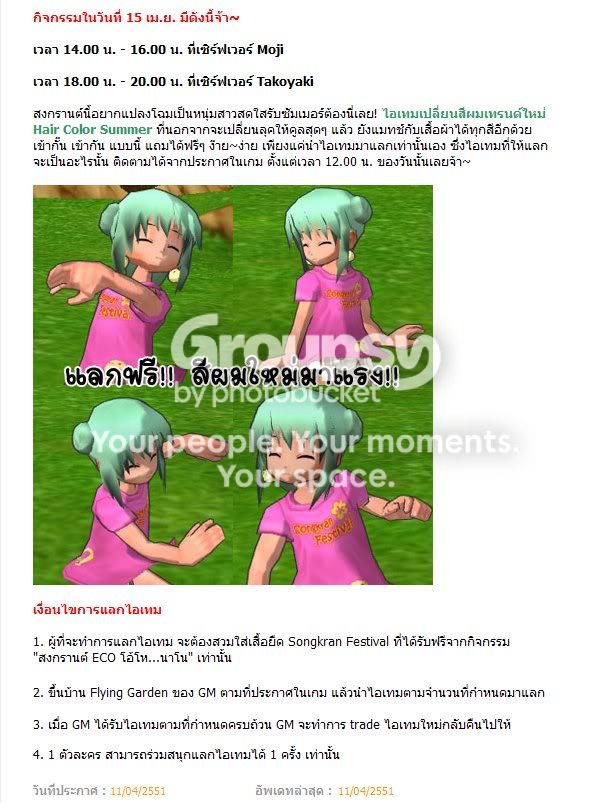 กิจกรรมในวันที่ 15 เม.ย. มีดังนี้จ้า~
เวลา 14.00 น. - 16.00 น. ที่เซิร์ฟเวอร์ Moji
เวลา 18.00 น. - 20.00 น. ที่เซิร์ฟเวอร์ Takoyaki
สงกรานต์นี้อยากแปลงโฉมเป็นหนุ่มสาวสดใสรับซัมเมอร์ต้องนี่เลย! ไอเทมเปลี่ยนสีผมเทรนด์ใหม่
Hair Color Summer ที่นอกจากจะเปลี่ยนลุคให้คูลสุดๆ แล้ว ยังแมทช์กับเสื้อผ้าได้ทุกสีอีกด้วย
เข้ากั๊น เข้ากัน แบบนี้ แถมได้ฟรีๆ ง๊าย~ง่าย เพียงแค่นำไอเทมมาแลกเท่านั้นเอง ซึ่งไอเทมที่ให้แลก
จะเป็นอะไรนั้น ติดตามได้จากประกาศในเกม ตั้งแต่เวลา 12.00 น. ของวันนั้นเลยจ้า~
Songkran Festival
Groupsy
แลกฟรี!! สีผมใหม่มาแรง!!
by photobucket
Your people. Your moments.
Your space.
Songkran Festival
เงื่อนไขการแลกไอเทม
1. ผู้ที่จะทำการแลกไอเทม จะต้องสวมใส่เสื้อยืด Songkran Festival ที่ได้รับฟรีจากกิจกรรม
"สงกรานต์ ECO โอ้โห...นาโน" เท่านั้น
2. ขึ้นบ้าน Flying Garden ของ GM ตามที่ประกาศในเกม แล้วนำไอเทมตามจำนวนที่กำหนดมาแลก
3. เมื่อ GM ได้รับไอเทมตามที่กำหนดครบถ้วน GM จะทำการ trade ไอเทมใหม่กลับคืนไปให้
4. 1 ตัวละคร สามารถร่วมสนุกแลกไอเทมได้ 1 ครั้ง เท่านั้น
วันที่ประกาศ : 11/04/2551 อัพเดทล่าสุด : 11/04/2551